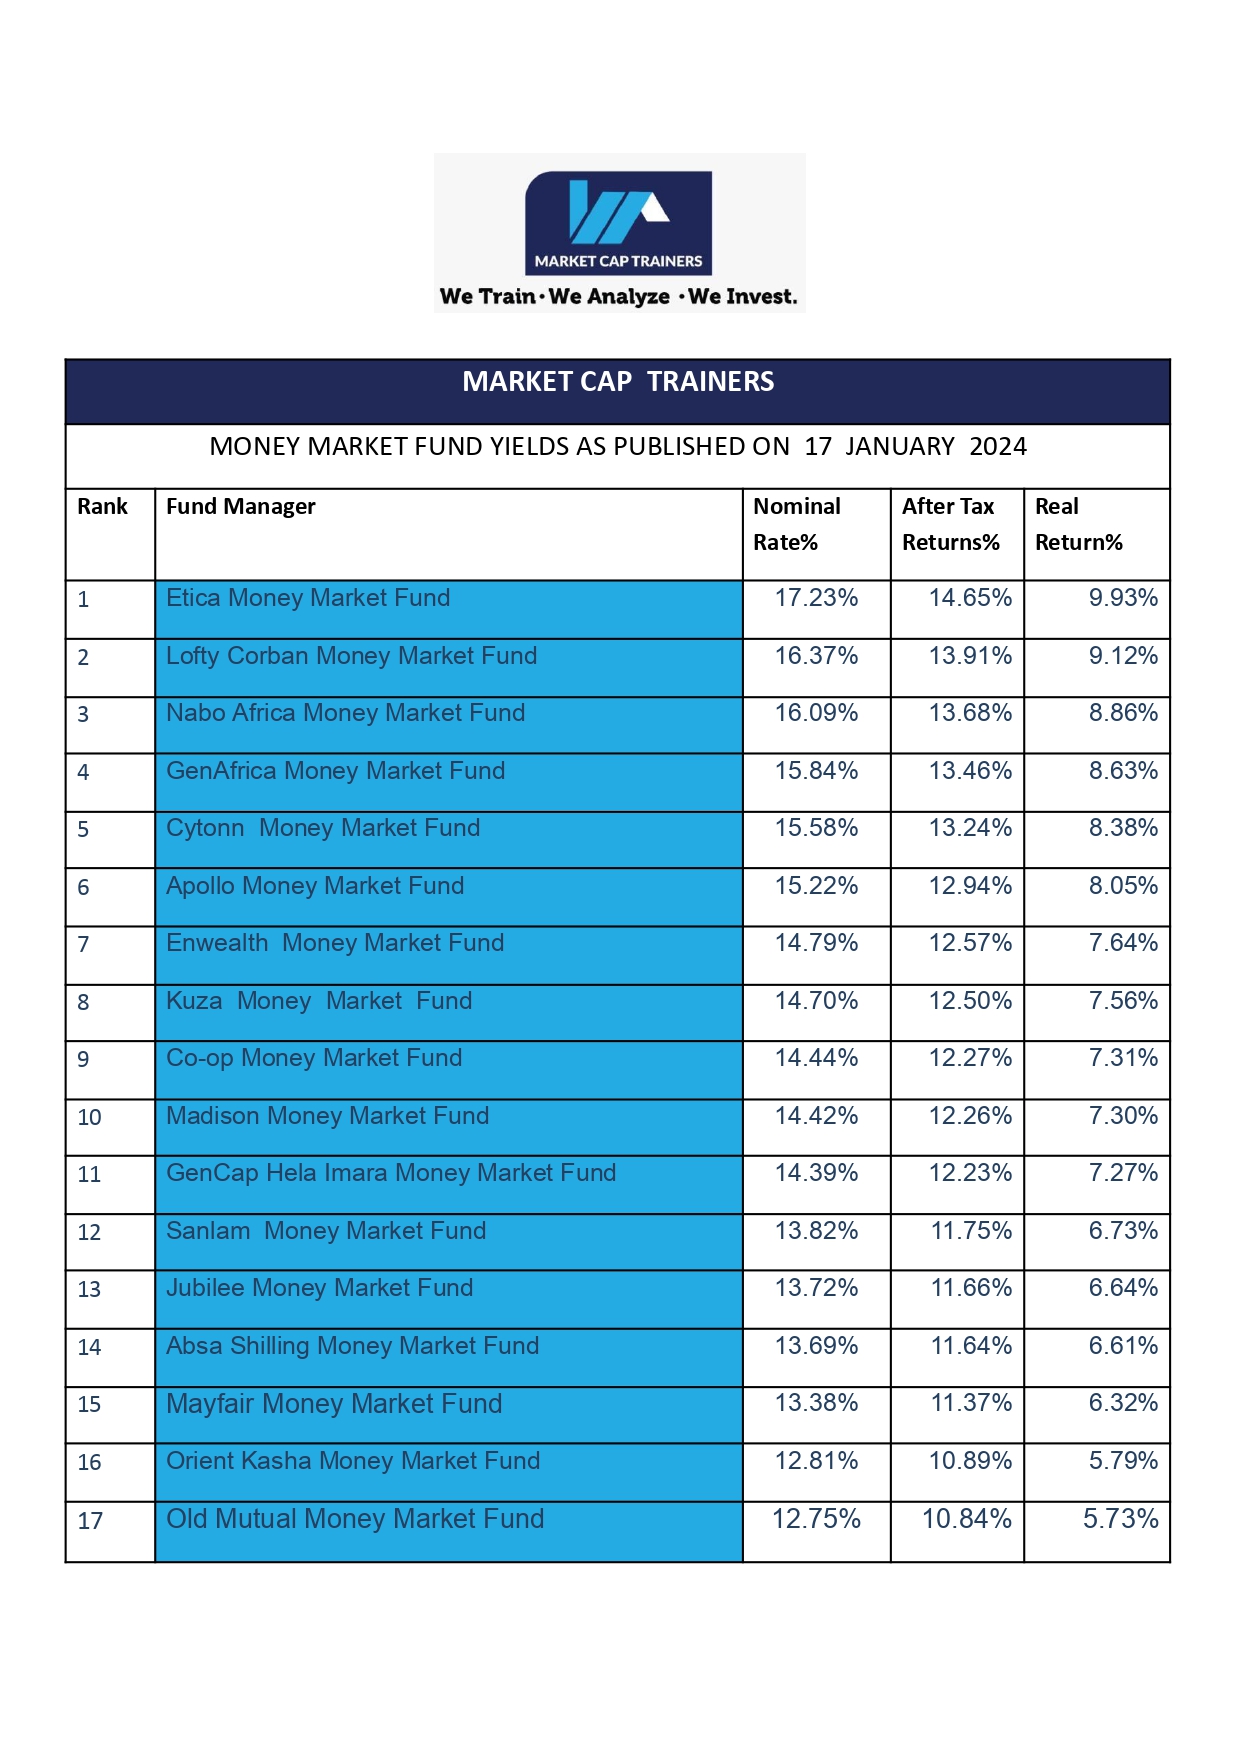 MARKET CAP TRAINERS
We Train · We Analyze · We Invest.
MARKET CAP TRAINERS
MONEY MARKET FUND YIELDS AS PUBLISHED ON 17 JANUARY 2024
Rank Fund Manager Nominal Rate% After Tax Returns% Real Return%
1 Etica Money Market Fund 17.23% 14.65% 9.93%
2 Lofty Corban Money Market Fund 16.37% 13.91% 9.12%
3 Nabo Africa Money Market Fund 16.09% 13.68% 8.86%
4 GenAfrica Money Market Fund 15.84% 13.46% 8.63%
5 Cytonn Money Market Fund 15.58% 13.24% 8.38%
6 Apollo Money Market Fund 15.22% 12.94% 8.05%
7 Enwealth Money Market Fund 14.79% 12.57% 7.64%
8 Kuza Money Market Fund 14.70% 12.50% 7.56%
9 Co-op Money Market Fund 14.44% 12.27% 7.31%
10 Madison Money Market Fund 14.42% 12.26% 7.30%
11 GenCap Hela Imara Money Market Fund 14.39% 12.23% 7.27%
12 Sanlam Money Market Fund 13.82% 11.75% 6.73%
13 Jubilee Money Market Fund 13.72% 11.66% 6.64%
14 Absa Shilling Money Market Fund 13.69% 11.64% 6.61%
15 Mayfair Money Market Fund 13.38% 11.37% 6.32%
16 Orient Kasha Money Market Fund 12.81% 10.89% 5.79%
17 Old Mutual Money Market Fund 12.75% 10.84% 5.73%